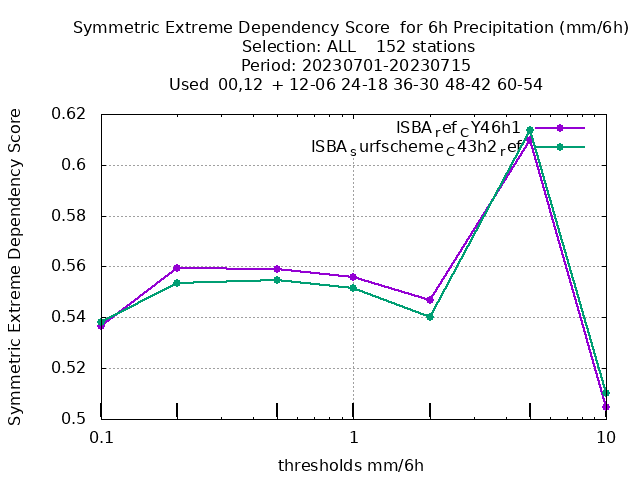 Symmetric Extreme Dependency Score  for 6h Precipitation (mm/6h)
Selection: ALL    152 stations
Period: 20230701-20230715
Used  00,12  + 12-06 24-18 36-30 48-42 60-54
Symmetric Extreme Dependency Score
0.62
0.6
0.58
0.56
0.54
0.52
0.5
ISBA_ref_CY46h1
ISBA_surfscheme_C43h2_ref
0.1
1
10
thresholds mm/6h